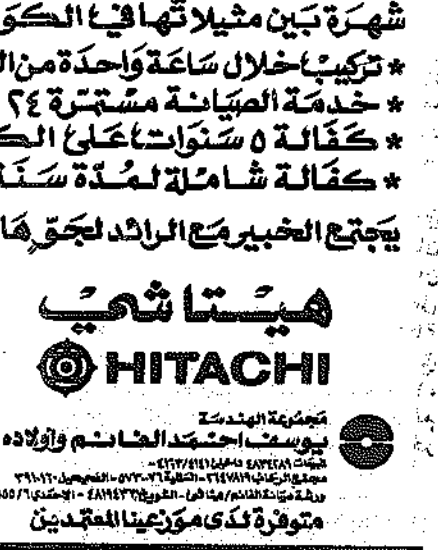 شهرة بين مثيلاتها في الكو
* تركيب خلال ساعة واحدة من ال
* خدمة الصيانة مستمرة ٢٤
* كفالة ٥ سنوات على الك
* كفالة شاملة لمدة سنة
يجتمع الخبير مع الرائد لجو ها
هيتاشي
HITACHI
مجموعة الهندسة
يوسف احمد الغانم وأولاده
متوفرة لدى موزعينا المعتمدين